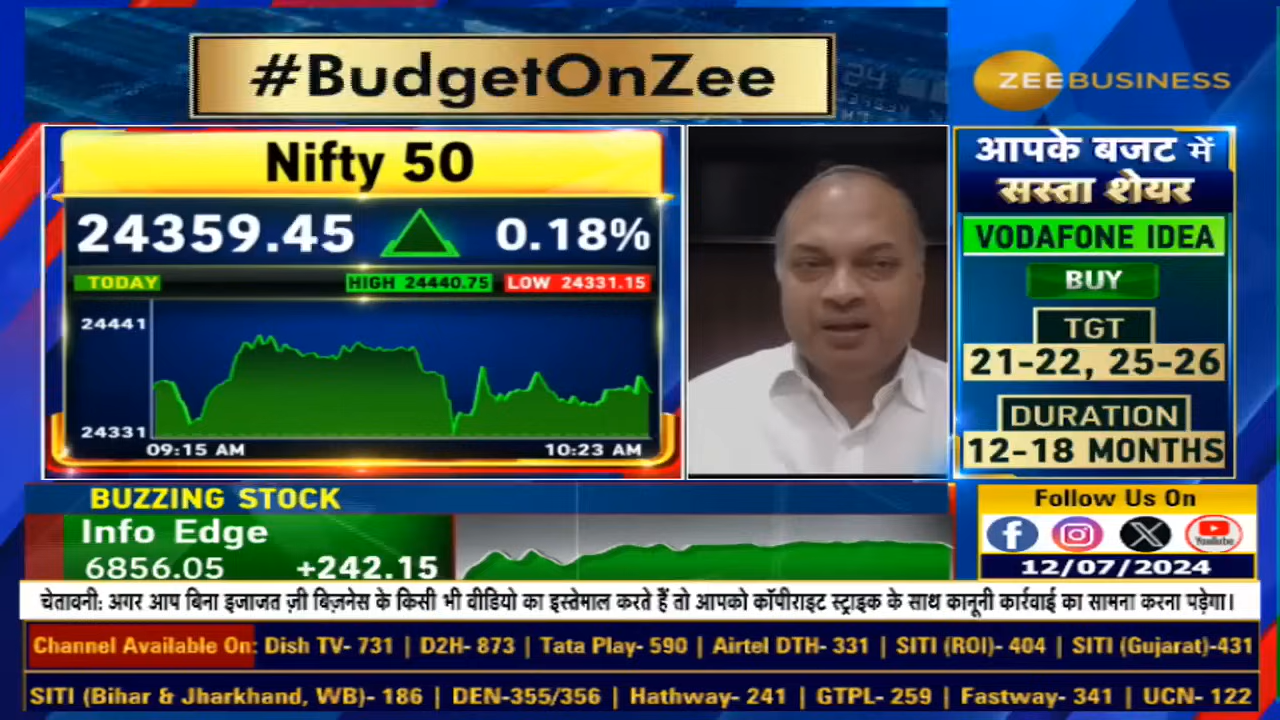 #BudgetOnZee
ZEEBUSINESS
Nifty 50
24359.45 0.18%
TODAY HIGH 24440.75 LOW 24331.15
24441
24331
09:15 AM 10:23 AM
आपके बजट में
सस्ता शेयर
VODAFONE IDEA
BUY
TGT
21-22, 25-26
DURATION
12-18 MONTHS
BUZZING STOCK
Info Edge
6856.05 +242.15
Follow Us On
YouTube
12/07/2024
चेतावनी: अगर आप बिना इजाजत ज़ी बिज़नेस के किसी भी वीडियो का इस्तेमाल करते हैं तो आपको कॉपीराइट स्ट्राइक के साथ कानूनी कार्रवाई का सामना करना पड़ेगा।
Channel Available On: Dish TV- 731 | D2H- 873 | Tata Play- 590 | Airtel DTH- 331 | SITI (ROI)- 404 | SITI (Gujarat)-431
SITI (Bihar & Jharkhand, WB)- 186 | DEN-355/356 | Hathway- 241 | GTPL- 259 | Fastway- 341 | UCN- 122